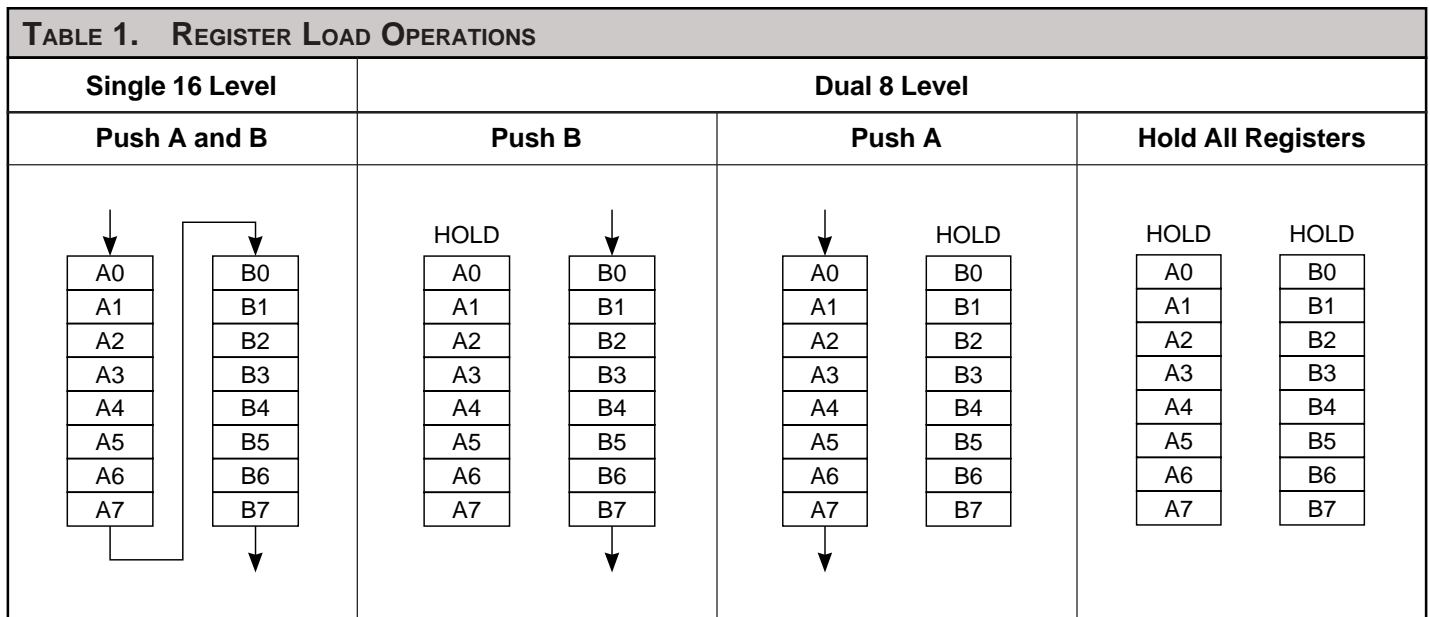 TABLE 1. REGISTER LOAD OPERATIONS
Single 16 Level
Dual 8 Level
Push A and B
Push B
Push A
Hold All Registers
HOLD
HOLD
HOLD
HOLD
A0 B0 A0 B0 A0 B0 A0 B0
A1 B1 A1 B1 A1 B1 A1 B1
A2 B2 A2 B2 A2 B2 A2 B2
A3 B3 A3 B3 A3 B3 A3 B3
A4 B4 A4 B4 A4 B4 A4 B4
A5 B5 A5 B5 A5 B5 A5 B5
A6 B6 A6 B6 A6 B6 A6 B6
A7 B7 A7 B7 A7 B7 A7 B7